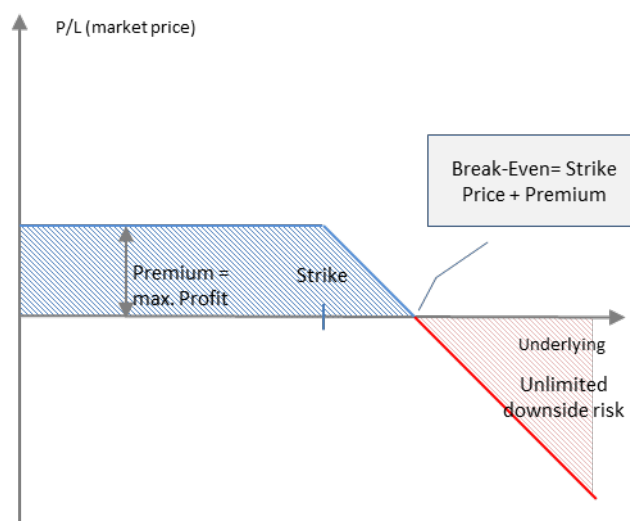 P/L (market price)
Break-Even= Strike
Price + Premium
Premium =
max. Profit
Strike
Underlying
Unlimited
downside risk